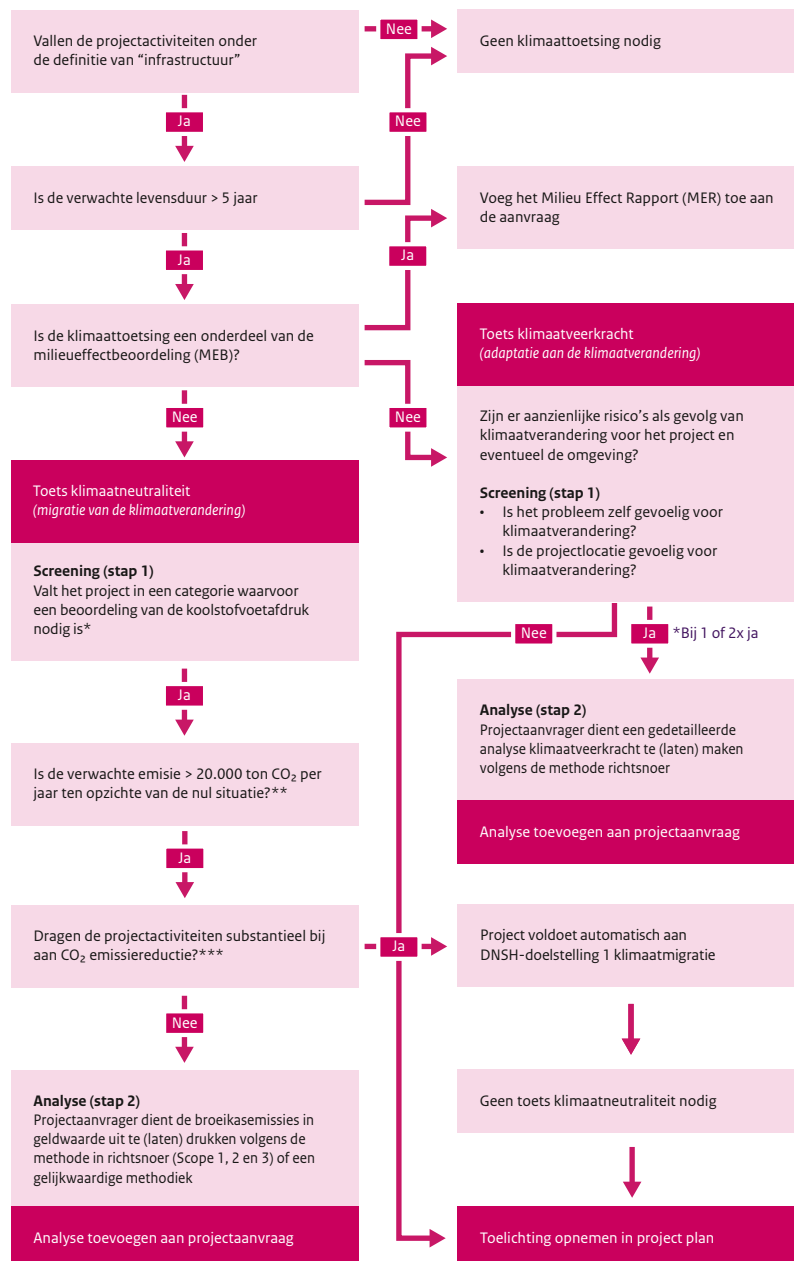 Vallen de projectactiviteiten onder
de definitie van “infrastructuur”
Nee
Geen klimaattoetsing nodig
Ja
Nee
Is de verwachte levensduur > 5 jaar
Voeg het Milieu Effect Rapport (MER) toe aan
de aanvraag
Ja
Ja
Is de klimaattoetsing een onderdeel van de
milieueffectbeoordeling (MEB)?
Nee
Nee
Toets klimaatveerkracht
(adaptatie aan de klimaatverandering)
Zijn er aanzienlijke risico’s als gevolg van
klimaatverandering voor het project en
eventueel de omgeving?
Screening (stap 1)
• Is het probleem zelf gevoelig voor
klimaatverandering?
• Is de projectlocatie gevoelig voor
klimaatverandering?
Toets klimaatneutraliteit
(migratie van de klimaatverandering)
Screening (stap 1)
Valt het project in een categorie waarvoor
een beoordeling van de koolstofvoetafdruk
nodig is*
Nee
Ja
*Bij 1 of 2x ja
Ja
Analyse (stap 2)
Projectaanvrager dient een gedetailleerde
analyse klimaatveerkracht te (laten) maken
volgens de methode richtsnoer
Analyse toevoegen aan projectaanvraag
Is de verwachte emisie > 20.000 ton CO₂ per
jaar ten opzichte van de nul situatie?**
Ja
Dragen de projectactiviteiten substantieel bij
aan CO₂ emissiereductie?***
Ja
Project voldoet automatisch aan
DNSH-doelstelling 1 klimaatmigratie
Nee
Geen toets klimaatneutraliteit nodig
Analyse (stap 2)
Projectaanvrager dient de broeikasemissies in
geldwaarde uit te (laten) drukken volgens de
methode in richtsnoer (Scope 1, 2 en 3) of een
gelijkwaardige methodiek
Analyse toevoegen aan projectaanvraag
Toelichting opnemen in project plan